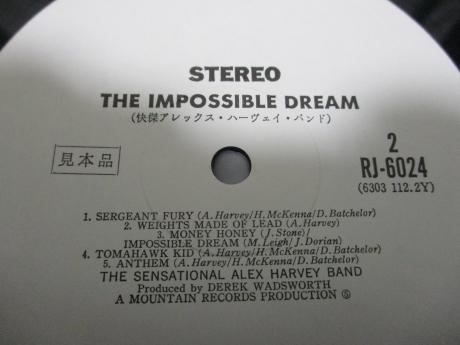 STEREO
THE IMPOSSIBLE DREAM
(快傑アレックス・ハーヴェイ・バンド)
見本品
2
RJ-6024
(6303 112.2Y)
1. SERGEANT FURY (A. Harvey/H. McKenna/D. Batchelor)
2. WEIGHTS MADE OF LEAD (A. Harvey)
3. MONEY HONEY (J. Stone)/
IMPOSSIBLE DREAM (M. Leigh/J. Dorian)
4. TOMAHAWK KID (A. Harvey/H. McKenna/D. Batchelor)
5. ANTHEM (A. Harvey/H. McKenna)
THE SENSATIONAL ALEX HARVEY BAND
Produced by DEREK WADSWORTH
A MOUNTAIN RECORDS PRODUCTION Ⓢ